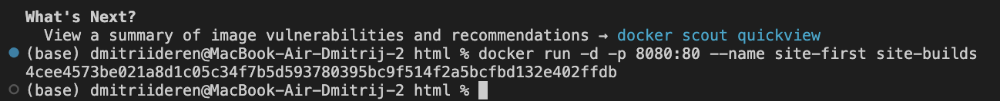 What's Next?
View a summary of image vulnerabilities and recommendations → docker scout quickview
(base) dmitriideren@MacBook-Air-Dmitrij-2 html % docker run -d -p 8080:80 --name site-first site-builds
4cee4573be021a8d1c05c34f7b5d593780395bc9f514f2a5bcfbd132e402ffdb
(base) dmitriideren@MacBook-Air-Dmitrij-2 html %